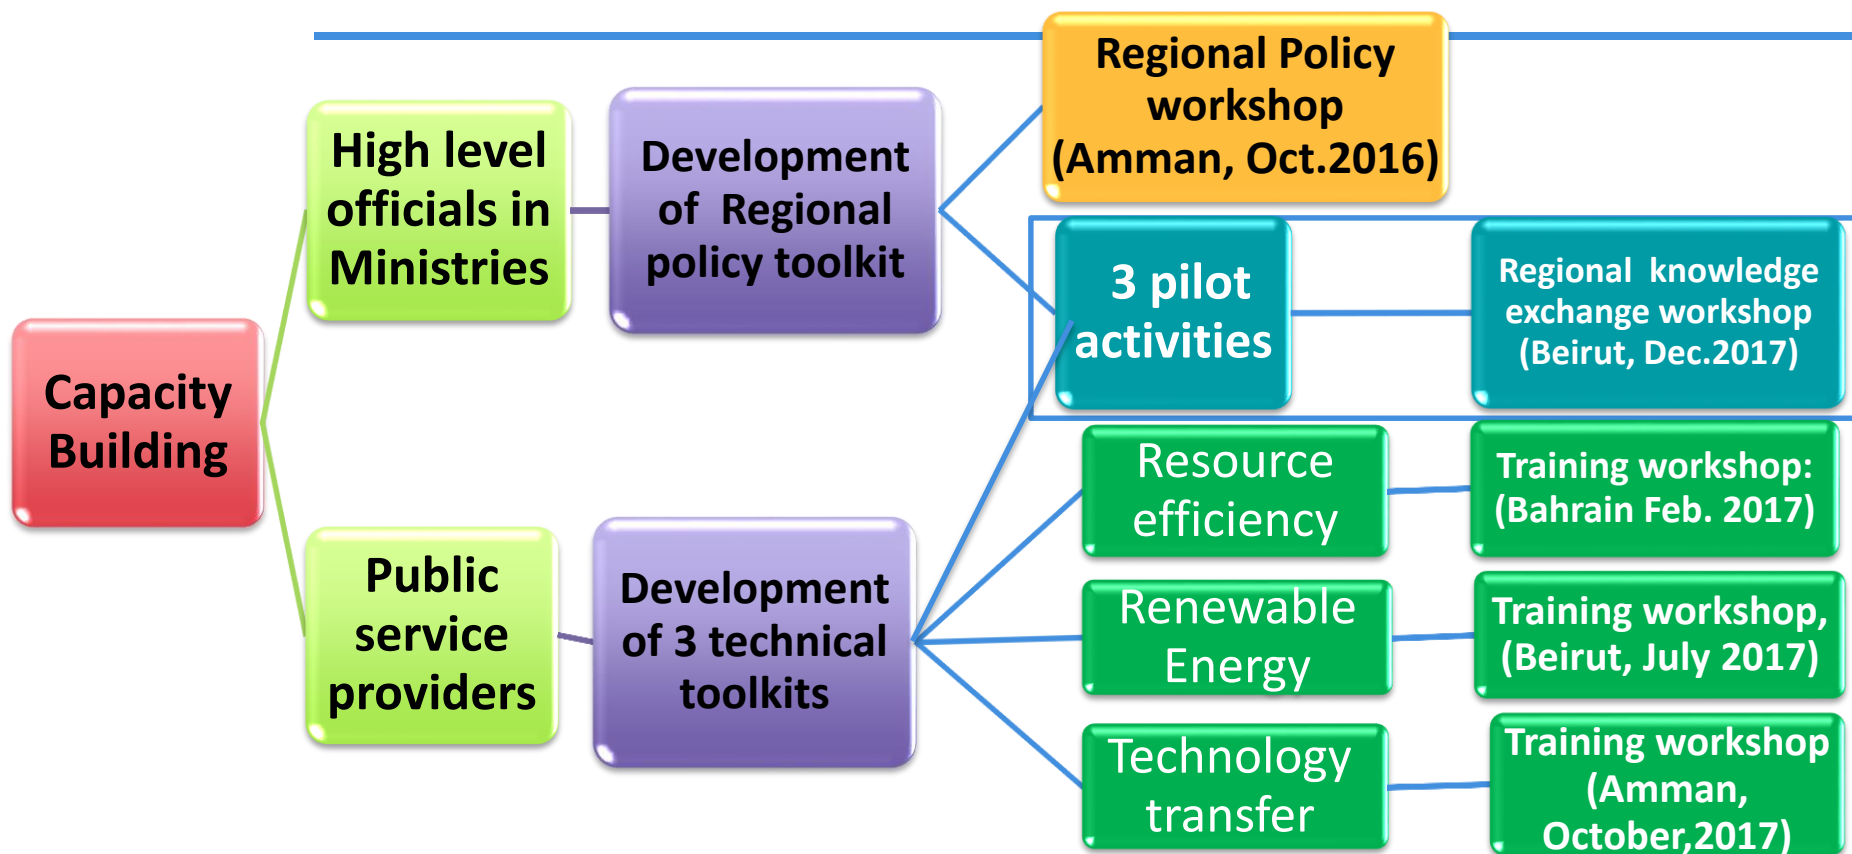 Capacity
Building
High level
officials in
Ministries
Development
of Regional
policy toolkit
Regional Policy
workshop
(Amman, Oct.2016)
3 pilot
activities
Regional knowledge
exchange workshop
(Beirut, Dec.2017)
Public
service
providers
Development
of 3 technical
toolkits
Resource
efficiency
Training workshop:
(Bahrain Feb. 2017)
Renewable
Energy
Training workshop,
(Beirut, July 2017)
Technology
transfer
Training workshop
(Amman,
October,2017)